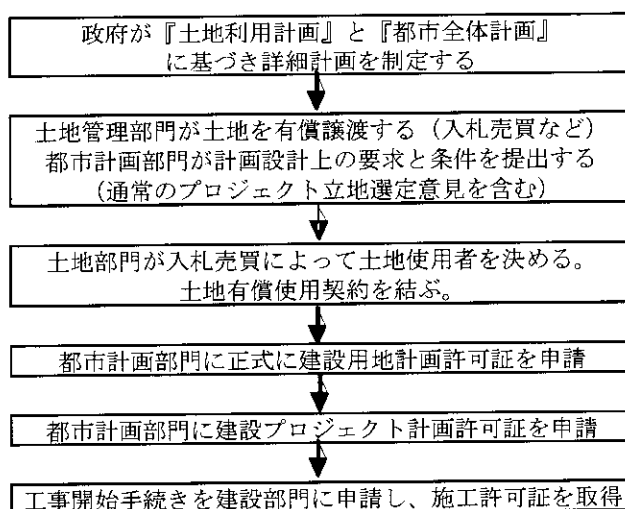 政府が『土地利用計画』と『都市全体計画』
に基づき詳細計画を制定する
土地管理部門が土地を有償譲渡する（入札売買など）
都市計画部門が計画設計上の要求と条件を提出する
（通常のプロジェクト立地選定意見を含む）
土地部門が入札売買によって土地使用者を決める。
土地有償使用契約を結ぶ。
都市計画部門に正式に建設用地計画許可証を申請
都市計画部門に建設プロジェクト計画許可証を申請
工事開始手続きを建設部門に申請し、施工許可証を取得